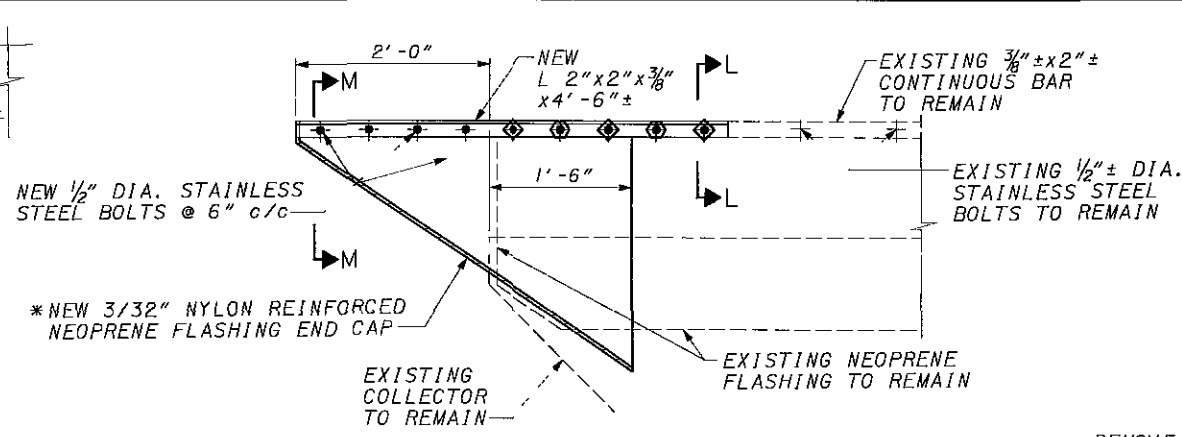 2'-0"
NEW
L 2"x2"x3/8"
x4'-6"±
M
L
EXISTING 3/8"±x2"±
CONTINUOUS BAR
TO REMAIN
NEW 1/2" DIA. STAINLESS
STEEL BOLTS @ 6" c/c
1'-6"
L
EXISTING 1/2"± DIA.
STAINLESS STEEL
BOLTS TO REMAIN
M
*NEW 3/32" NYLON REINFORCED
NEOPRENE FLASHING END CAP
EXISTING
COLLECTOR
TO REMAIN
EXISTING NEOPRENE
FLASHING TO REMAIN